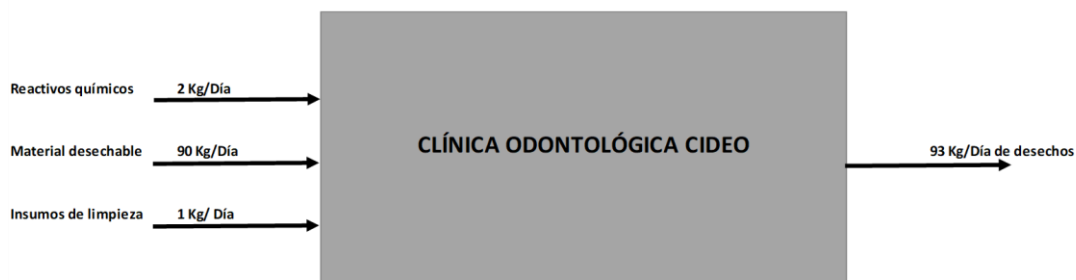 Reactivos químicos 2 Kg/Día
Material desechable 90 Kg/Día
Insumos de limpieza 1 Kg/ Día
CLÍNICA ODONTOLÓGICA CIDEO
93 Kg/Día de desechos